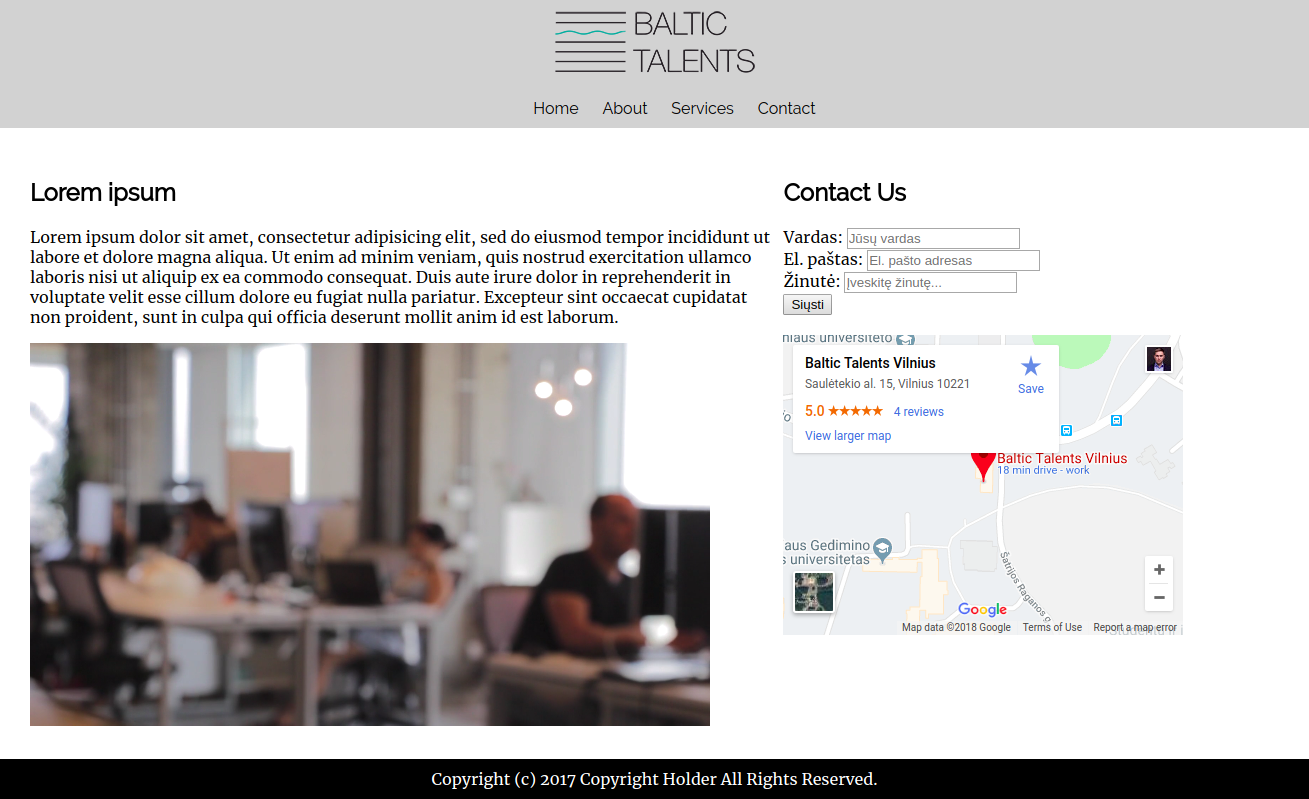 BALTIC
TALENTS
Home About Services Contact
Lorem ipsum
Lorem ipsum dolor sit amet, consectetur adipisicing elit, sed do eiusmod tempor incididunt ut
labore et dolore magna aliqua. Ut enim ad minim veniam, quis nostrud exercitation ullamco
laboris nisi ut aliquip ex ea commodo consequat. Duis aute irure dolor in reprehenderit in
voluptate velit esse cillum dolore eu fugiat nulla pariatur. Excepteur sint occaecat cupidatat
non proident, sunt in culpa qui officia deserunt mollit anim id est laborum.
Contact Us
Vardas: Jūsų vardas
El. paštas: El. pašto adresas
Žinutė: Įveskitę žinutę...
Siųsti
niaus universiteto
Baltic Talents Vilnius
Saulėtekio al. 15, Vilnius 10221
Save
5.0 ★★★★★ 4 reviews
View larger map
Baltic Talents Vilnius
18 min drive - work
aus Gedimino
s universitetas
Šatrijos Raganos g.
+
−
Google
Map data ©2018 Google Terms of Use Report a map error
Copyright (c) 2017 Copyright Holder All Rights Reserved.